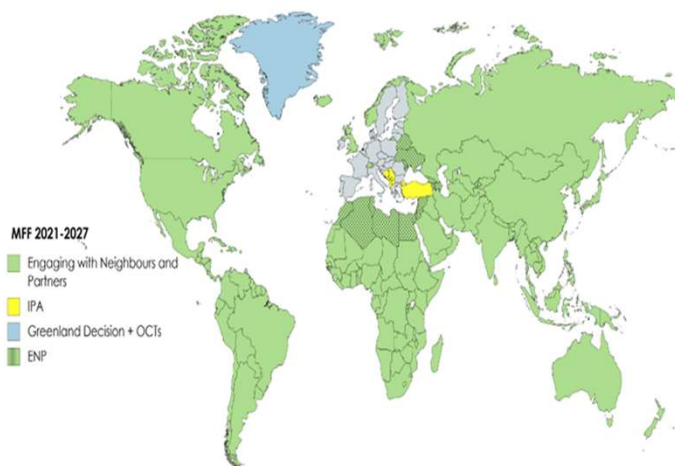 MFF 2021-2027
Engaging with Neighbours and
Partners
IPA
Greenland Decision + OCTs
ENP